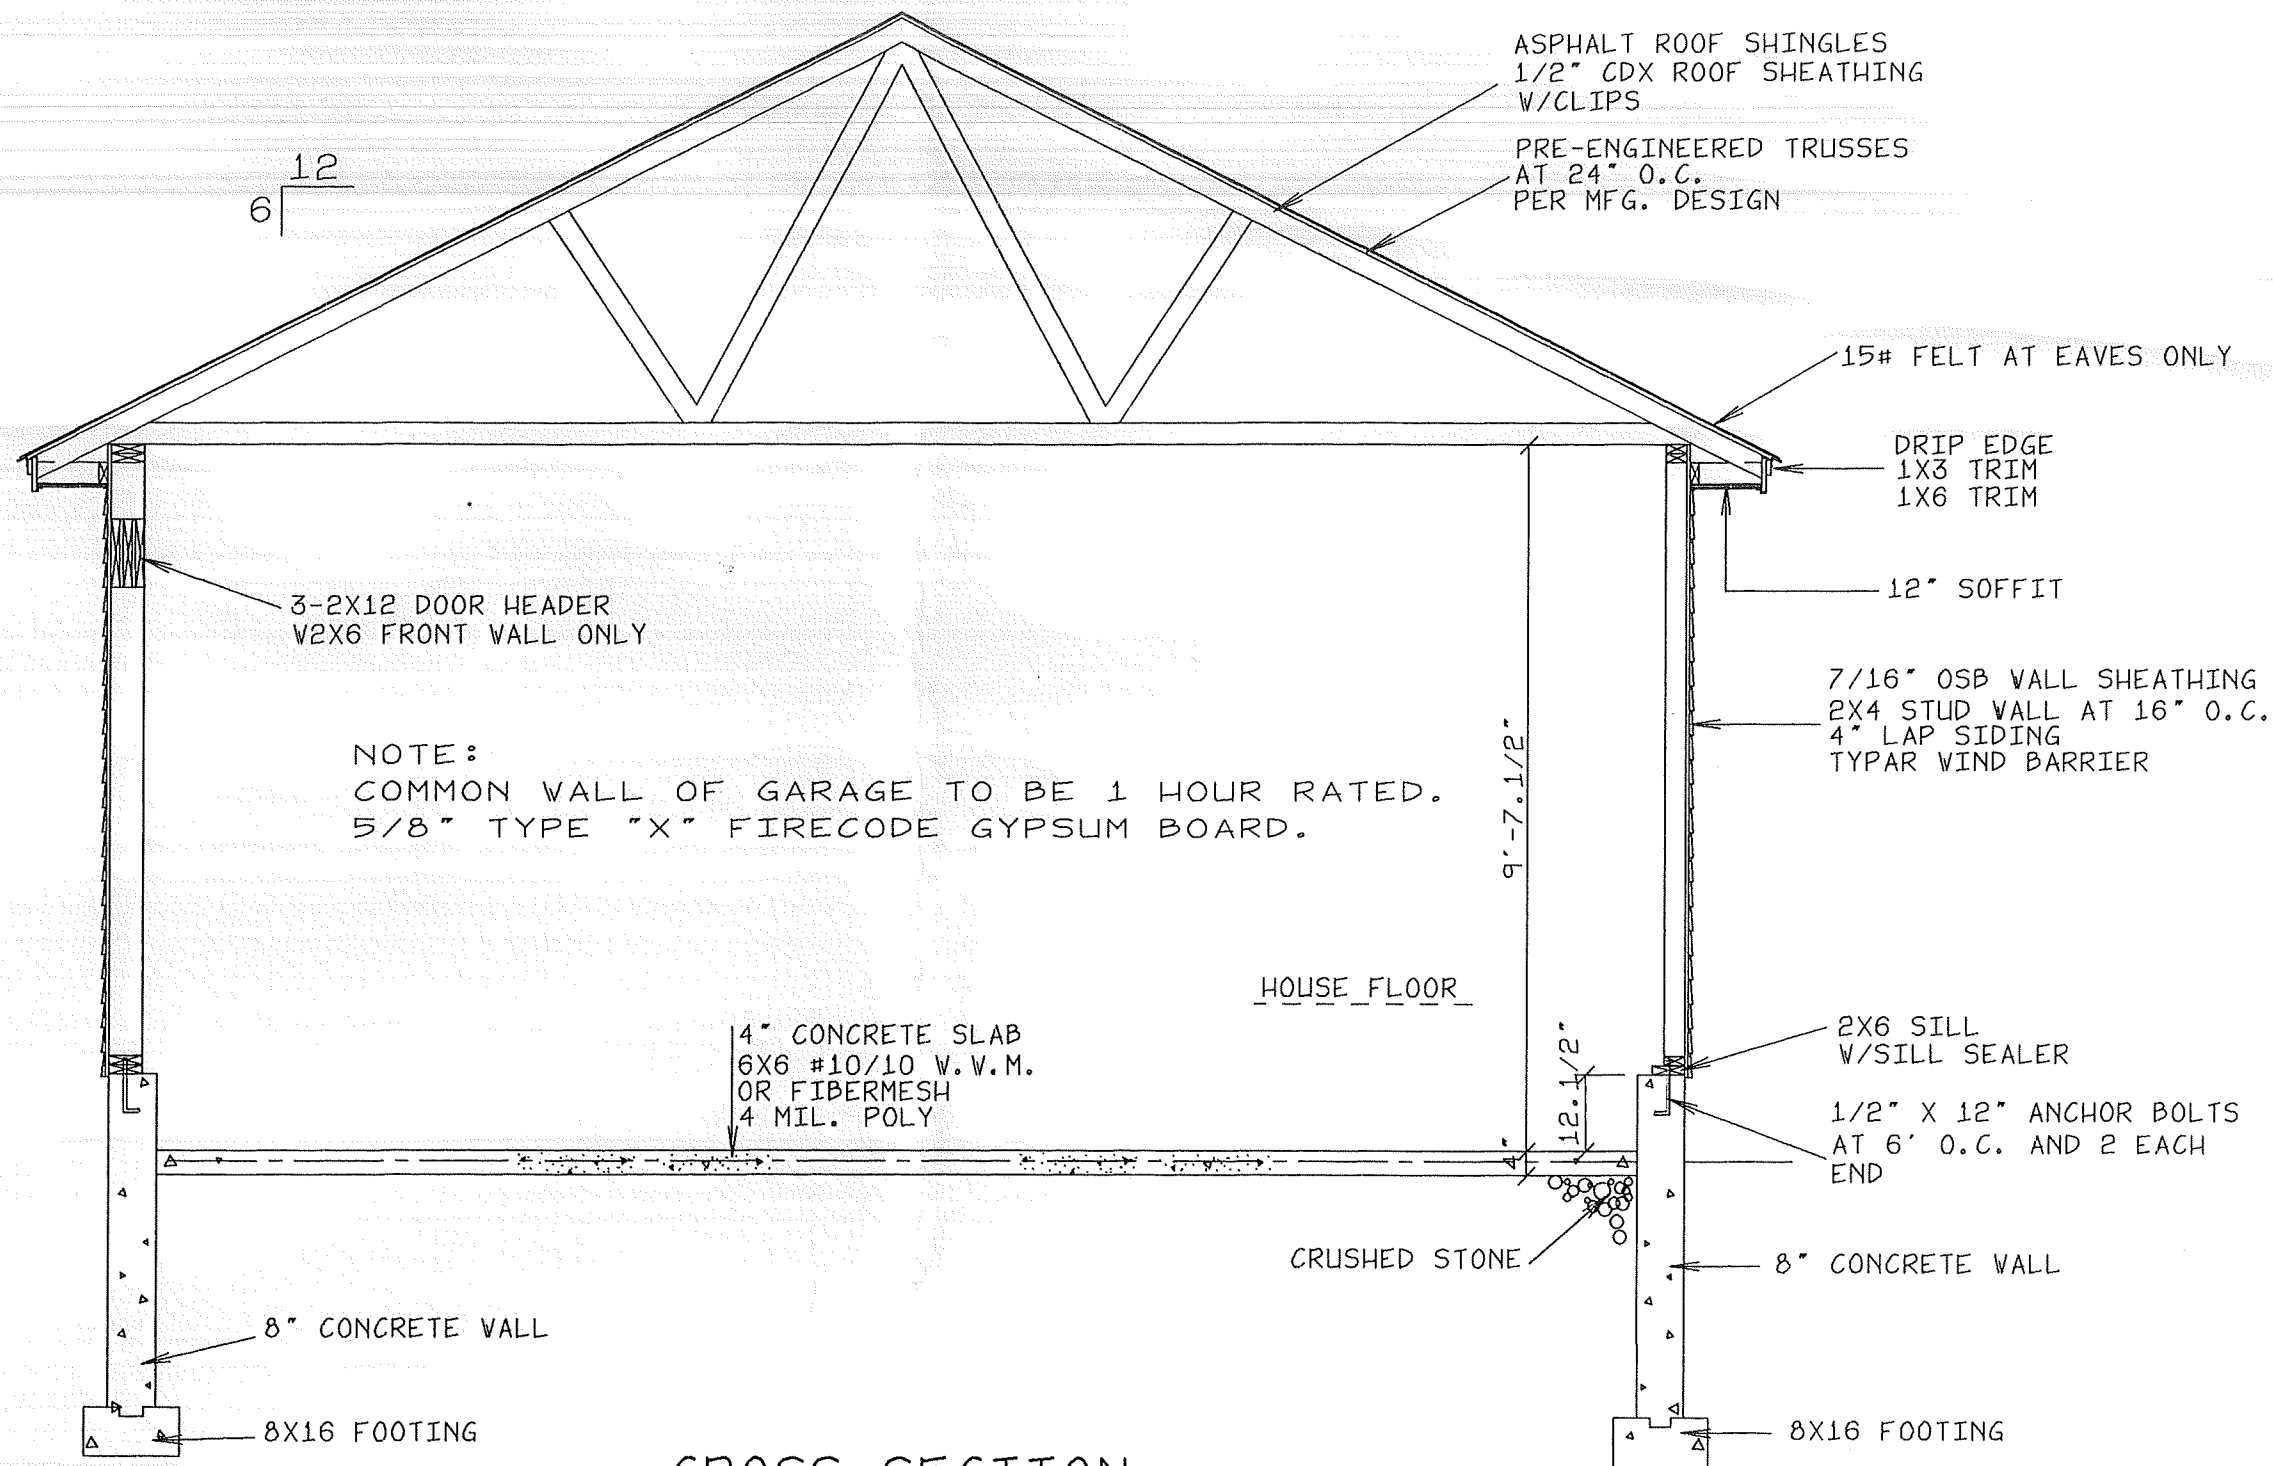 ASPHALT ROOF SHINGLES
1/2" CDX ROOF SHEATHING
W/CLIPS
PRE-ENGINEERED TRUSSES
AT 24" O.C.
PER MFG. DESIGN
12
6
15# FELT AT EAVES ONLY
DRIP EDGE
1X3 TRIM
1X6 TRIM
12" SOFFIT
3-2X12 DOOR HEADER
W2X6 FRONT WALL ONLY
7/16" OSB WALL SHEATHING
2X4 STUD WALL AT 16" O.C.
4" LAP SIDING
TYPAR WIND BARRIER
9'-7.1/2"
NOTE:
COMMON WALL OF GARAGE TO BE 1 HOUR RATED.
5/8" TYPE "X" FIRECODE GYPSUM BOARD.
HOUSE FLOOR
4" CONCRETE SLAB
6X6 #10/10 W.W.M.
OR FIBERMESH
4 MIL. POLY
12.1/2"
4"
2X6 SILL
W/SILL SEALER
1/2" X 12" ANCHOR BOLTS
AT 6' O.C. AND 2 EACH
END
CRUSHED STONE
8" CONCRETE WALL
8" CONCRETE WALL
8X16 FOOTING
8X16 FOOTING
CROSS SECTION